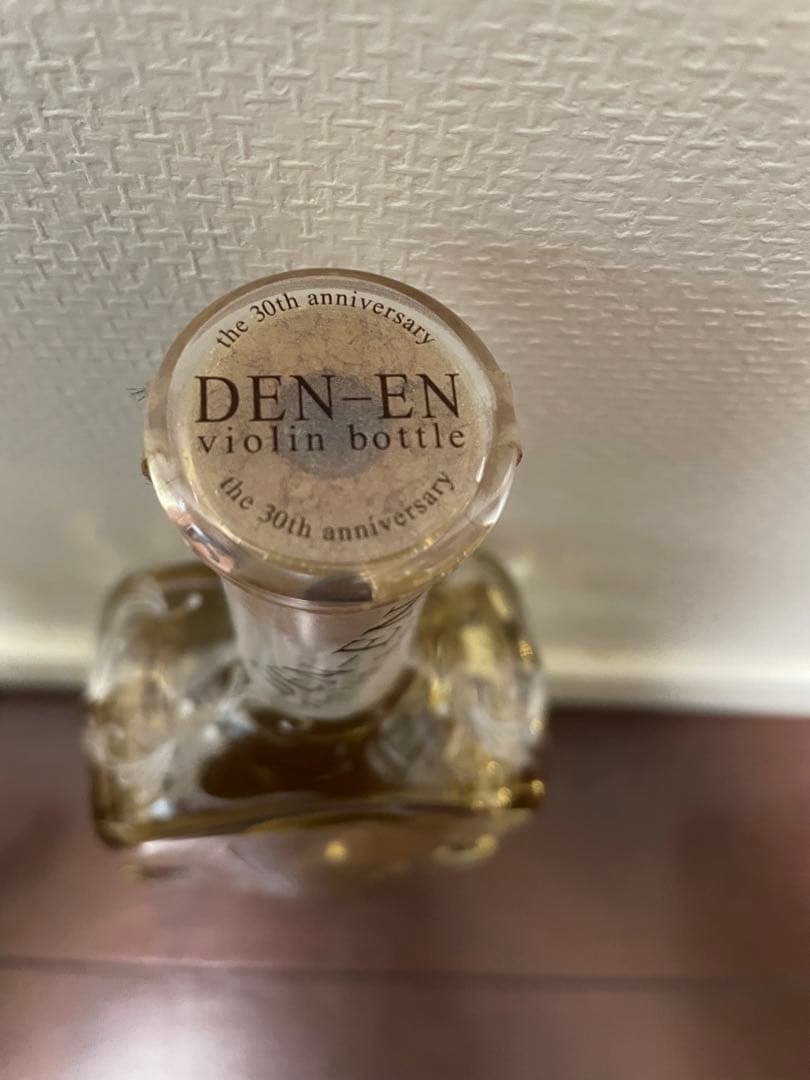 the 30th anniversary
DEN-EN
violin bottle
the 30th anniversary